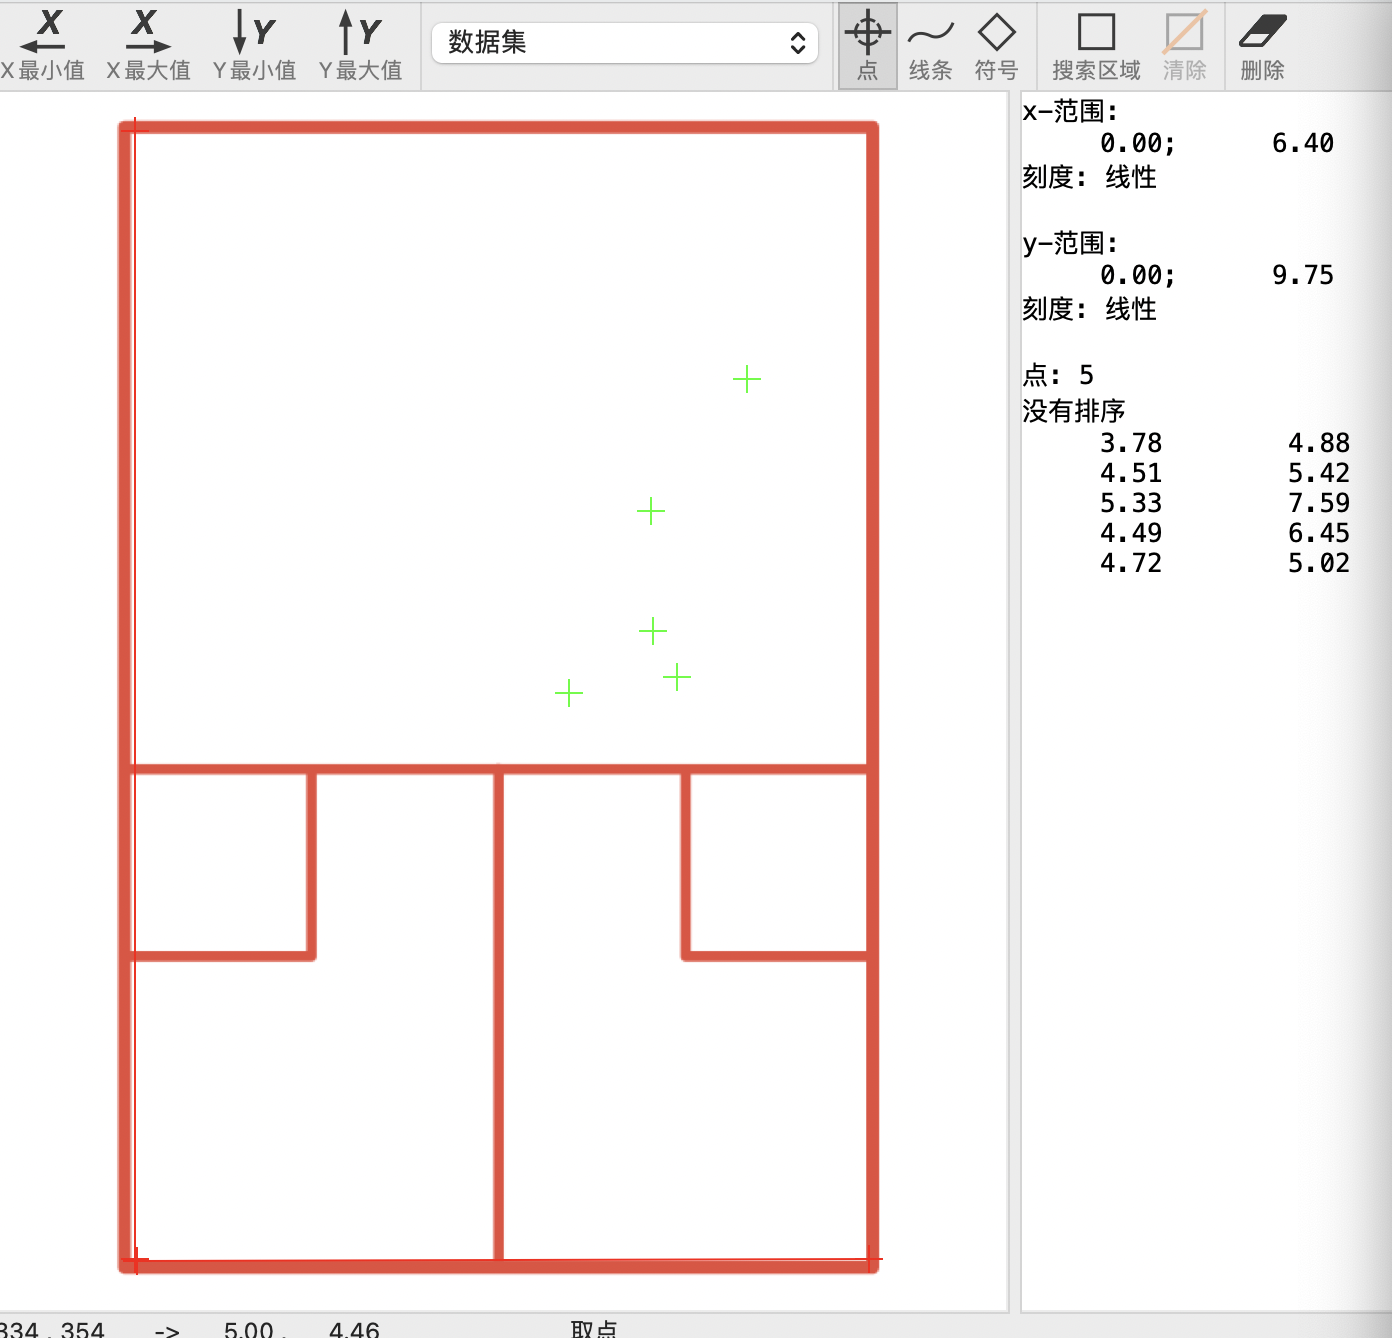 X Y X Y
X 最小值 X 最大值 Y 最小值 Y 最大值 数据集 点 线条 符号 搜索区域 清除 删除
x-范围:
0.00; 6.40
刻度: 线性
y-范围:
0.00; 9.75
刻度: 线性
点: 5
没有排序
3.78 4.88
4.51 5.42
5.33 7.59
4.49 6.45
4.72 5.02
334 , 354 -> 5.00 , 4.46 取点